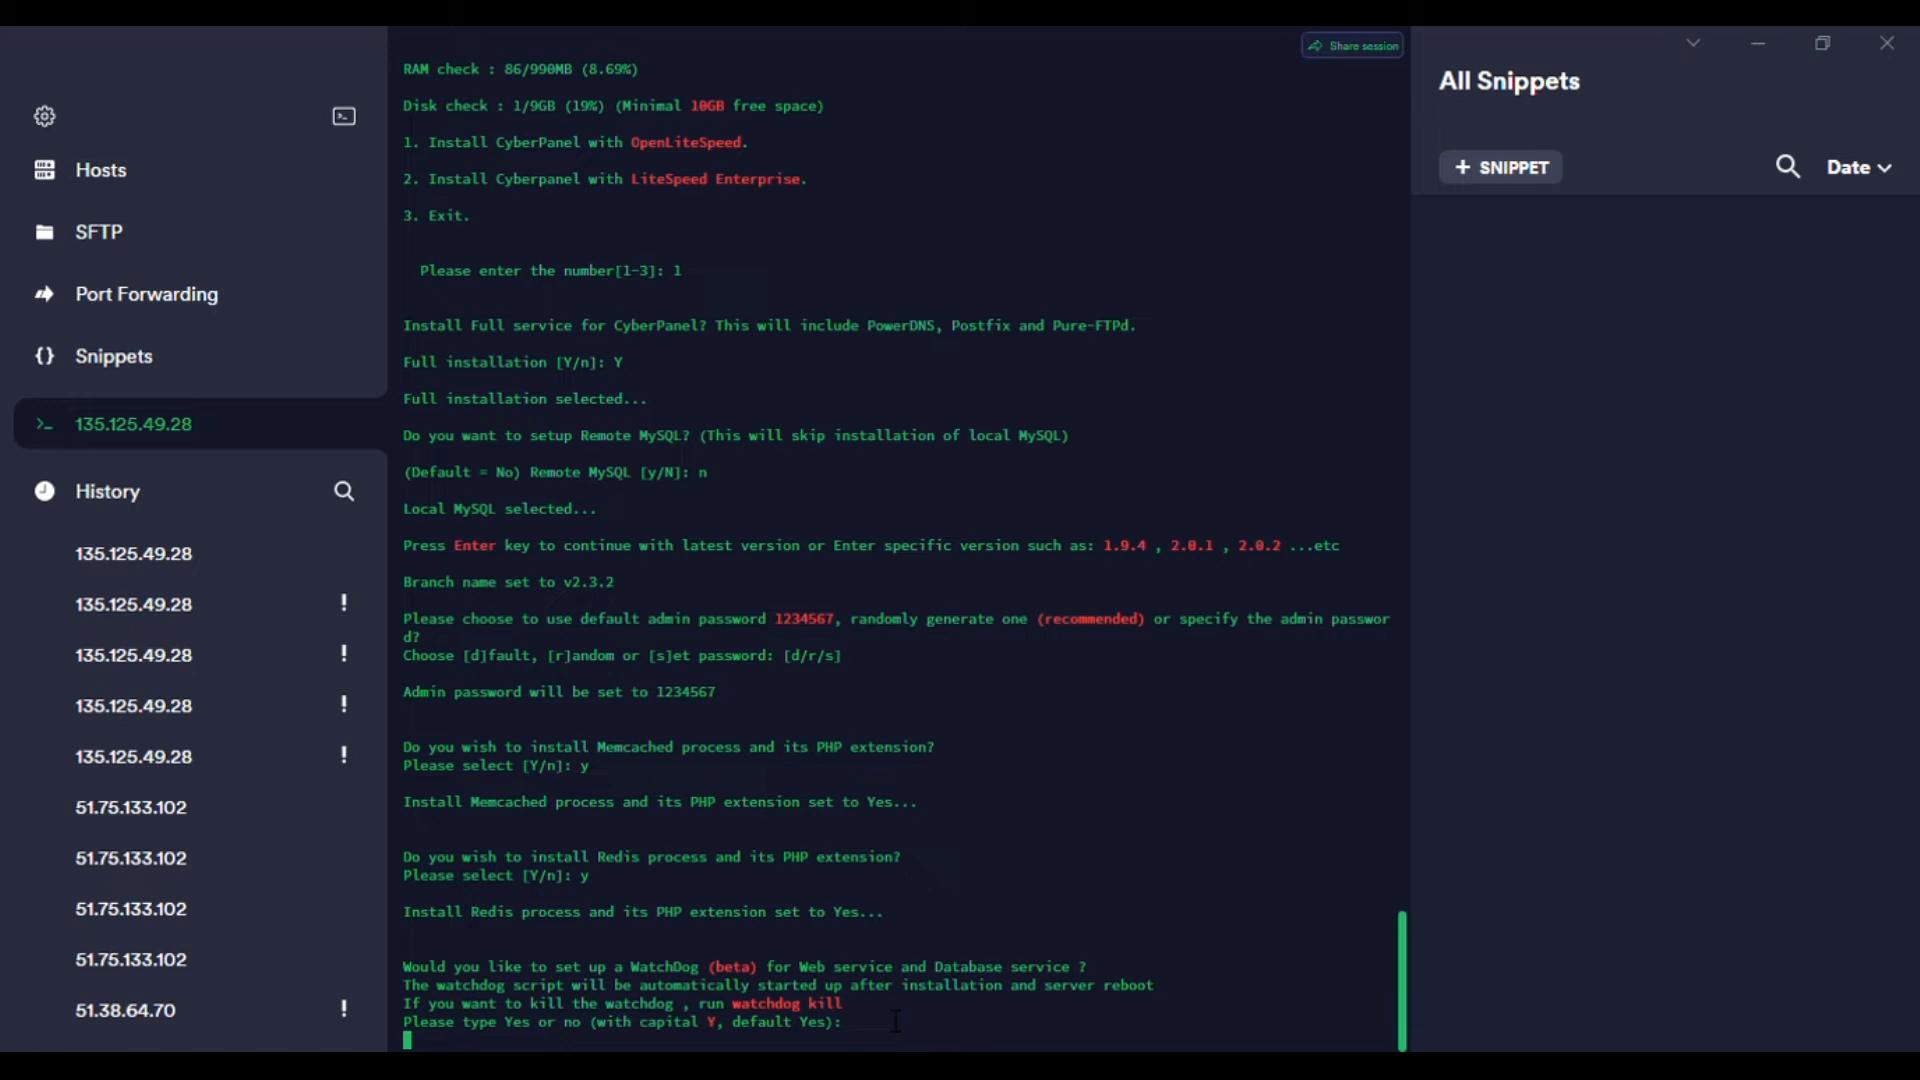 Hosts
SFTP
Port Forwarding
Snippets
135.125.49.28
History
135.125.49.28
135.125.49.28 !
135.125.49.28 !
135.125.49.28 !
135.125.49.28 !
51.75.133.102
51.75.133.102
51.75.133.102
51.75.133.102
51.38.64.70 !
Share session
RAM check : 86/990MB (8.69%)
Disk check : 1/9GB (19%) (Minimal 10GB free space)
1. Install CyberPanel with OpenLiteSpeed.
2. Install Cyberpanel with LiteSpeed Enterprise.
3. Exit.
Please enter the number[1-3]: 1
Install Full service for CyberPanel? This will include PowerDNS, Postfix and Pure-FTPd.
Full installation [Y/n]: Y
Full installation selected...
Do you want to setup Remote MySQL? (This will skip installation of local MySQL)
(Default = No) Remote MySQL [y/N]: n
Local MySQL selected...
Press Enter key to continue with latest version or Enter specific version such as: 1.9.4 , 2.0.1 , 2.0.2 ...etc
Branch name set to v2.3.2
Please choose to use default admin password 1234567, randomly generate one (recommended) or specify the admin passwor
d?
Choose [d]fault, [r]andom or [s]et password: [d/r/s]
Admin password will be set to 1234567
Do you wish to install Memcached process and its PHP extension?
Please select [Y/n]: y
Install Memcached process and its PHP extension set to Yes...
Do you wish to install Redis process and its PHP extension?
Please select [Y/n]: y
Install Redis process and its PHP extension set to Yes...
Would you like to set up a WatchDog (beta) for Web service and Database service ?
The watchdog script will be automatically started up after installation and server reboot
If you want to kill the watchdog , run watchdog kill
Please type Yes or no (with capital Y, default Yes):
All Snippets
+ SNIPPET
Date